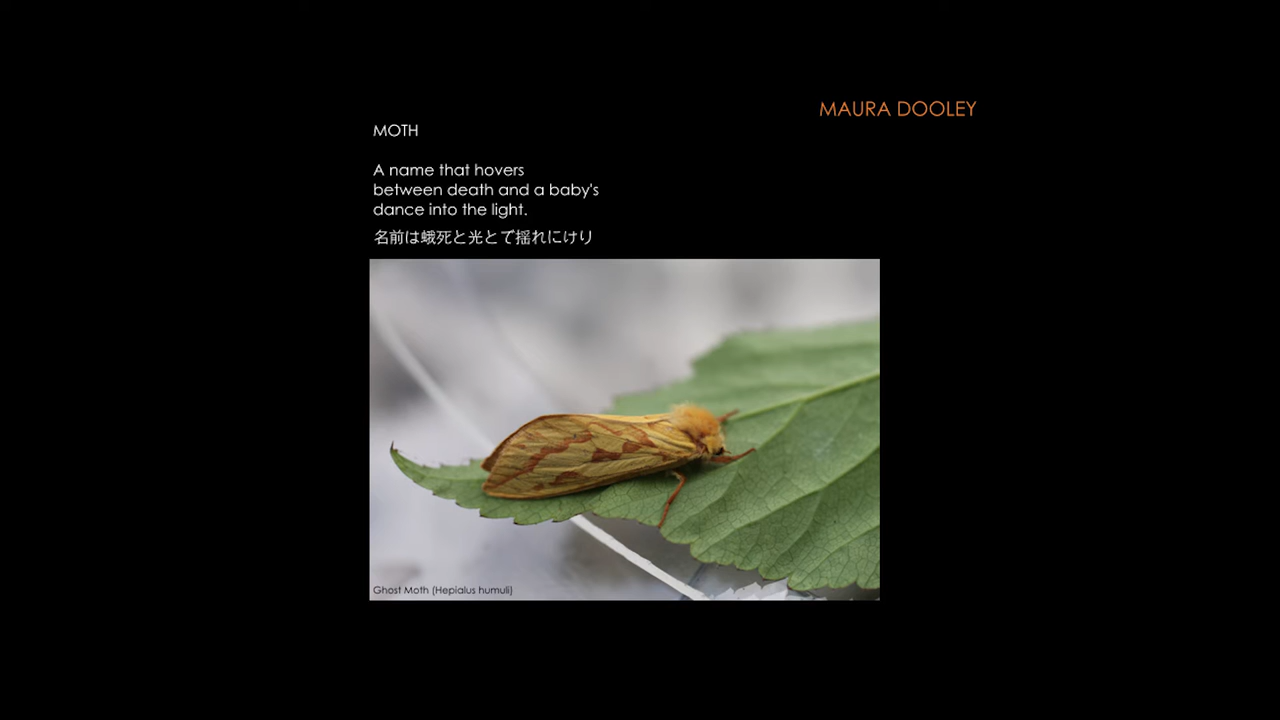 MAURA DOOLEY
MOTH
A name that hovers
between death and a baby's
dance into the light.
名前は蛾死と光とで揺れにけり
Ghost Moth (Hepialus humuli)